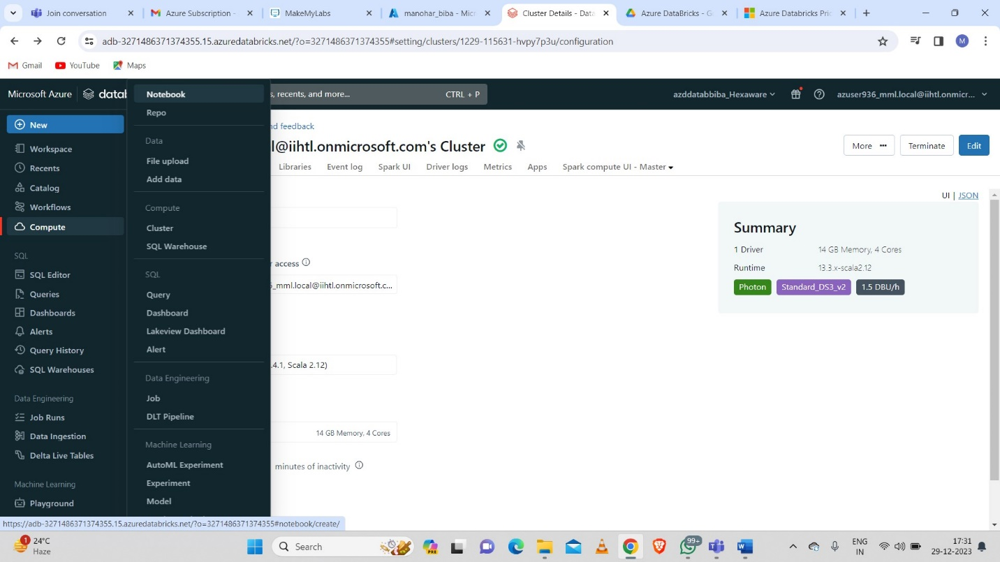 Join conversation
Azure Subscription -
MakeMyLabs
manohar_biba - Micr
Cluster Details - Data
Azure DataBricks - G
Azure Databricks Pric
adb-3271486371374355.15.azuredatabricks.net/?o=3271486371374355#setting/clusters/1229-115631-hvpy7p3u/configuration
M
Gmail
YouTube
Maps
Microsoft Azure
datab
s, recents, and more...
CTRL + P
azddatabbiba_Hexaware
azuser936_mml.local@iihtl.onmicr...
New
Workspace
Recents
Catalog
Workflows
Compute
SQL
SQL Editor
Queries
Dashboards
Alerts
Query History
SQL Warehouses
Data Engineering
Job Runs
Data Ingestion
Delta Live Tables
Machine Learning
Playground
Notebook
Repo
Data
File upload
Add data
Compute
Cluster
SQL Warehouse
SQL
Query
Dashboard
Lakeview Dashboard
Alert
Data Engineering
Job
DLT Pipeline
Machine Learning
AutoML Experiment
Experiment
Model
nd feedback
l@iihtl.onmicrosoft.com's Cluster
More ···
Terminate
Edit
Libraries
Event log
Spark UI
Driver logs
Metrics
Apps
Spark compute UI - Master
UI | JSON
r access
_mml.local@iihtl.onmicrosoft.c...
.4.1, Scala 2.12)
14 GB Memory, 4 Cores
minutes of inactivity
Summary
1 Driver 14 GB Memory, 4 Cores
Runtime 13.3.x-scala2.12
Photon Standard_DS3_v2 1.5 DBU/h
https://adb-3271486371374355.15.azuredatabricks.net/?o=3271486371374355#notebook/create/
1
24°C
Haze
Search
PRE
99+
ENG
IN
17:31
29-12-2023